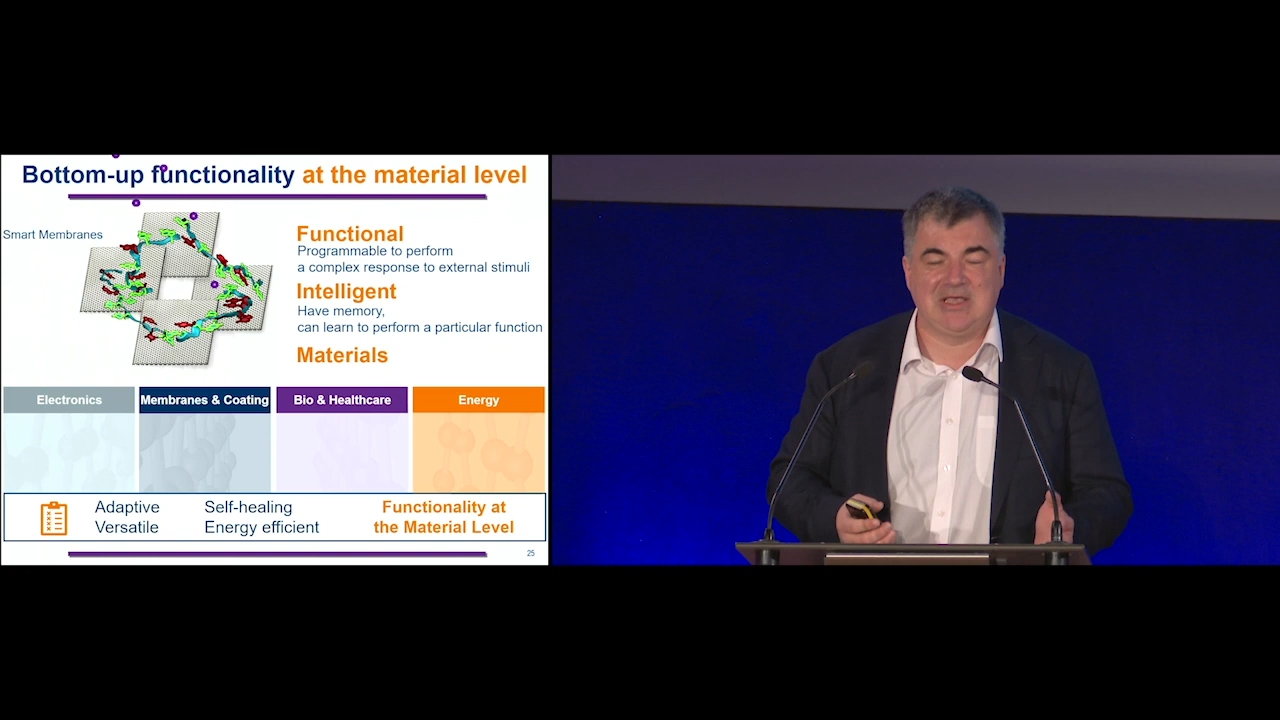 Bottom-up functionality at the material level
Smart Membranes
Functional
Programmable to perform
a complex response to external stimuli
Intelligent
Have memory,
can learn to perform a particular function
Materials
Electronics
Membranes & Coating
Bio & Healthcare
Energy
Adaptive
Versatile
Self-healing
Energy efficient
Functionality at
the Material Level
25